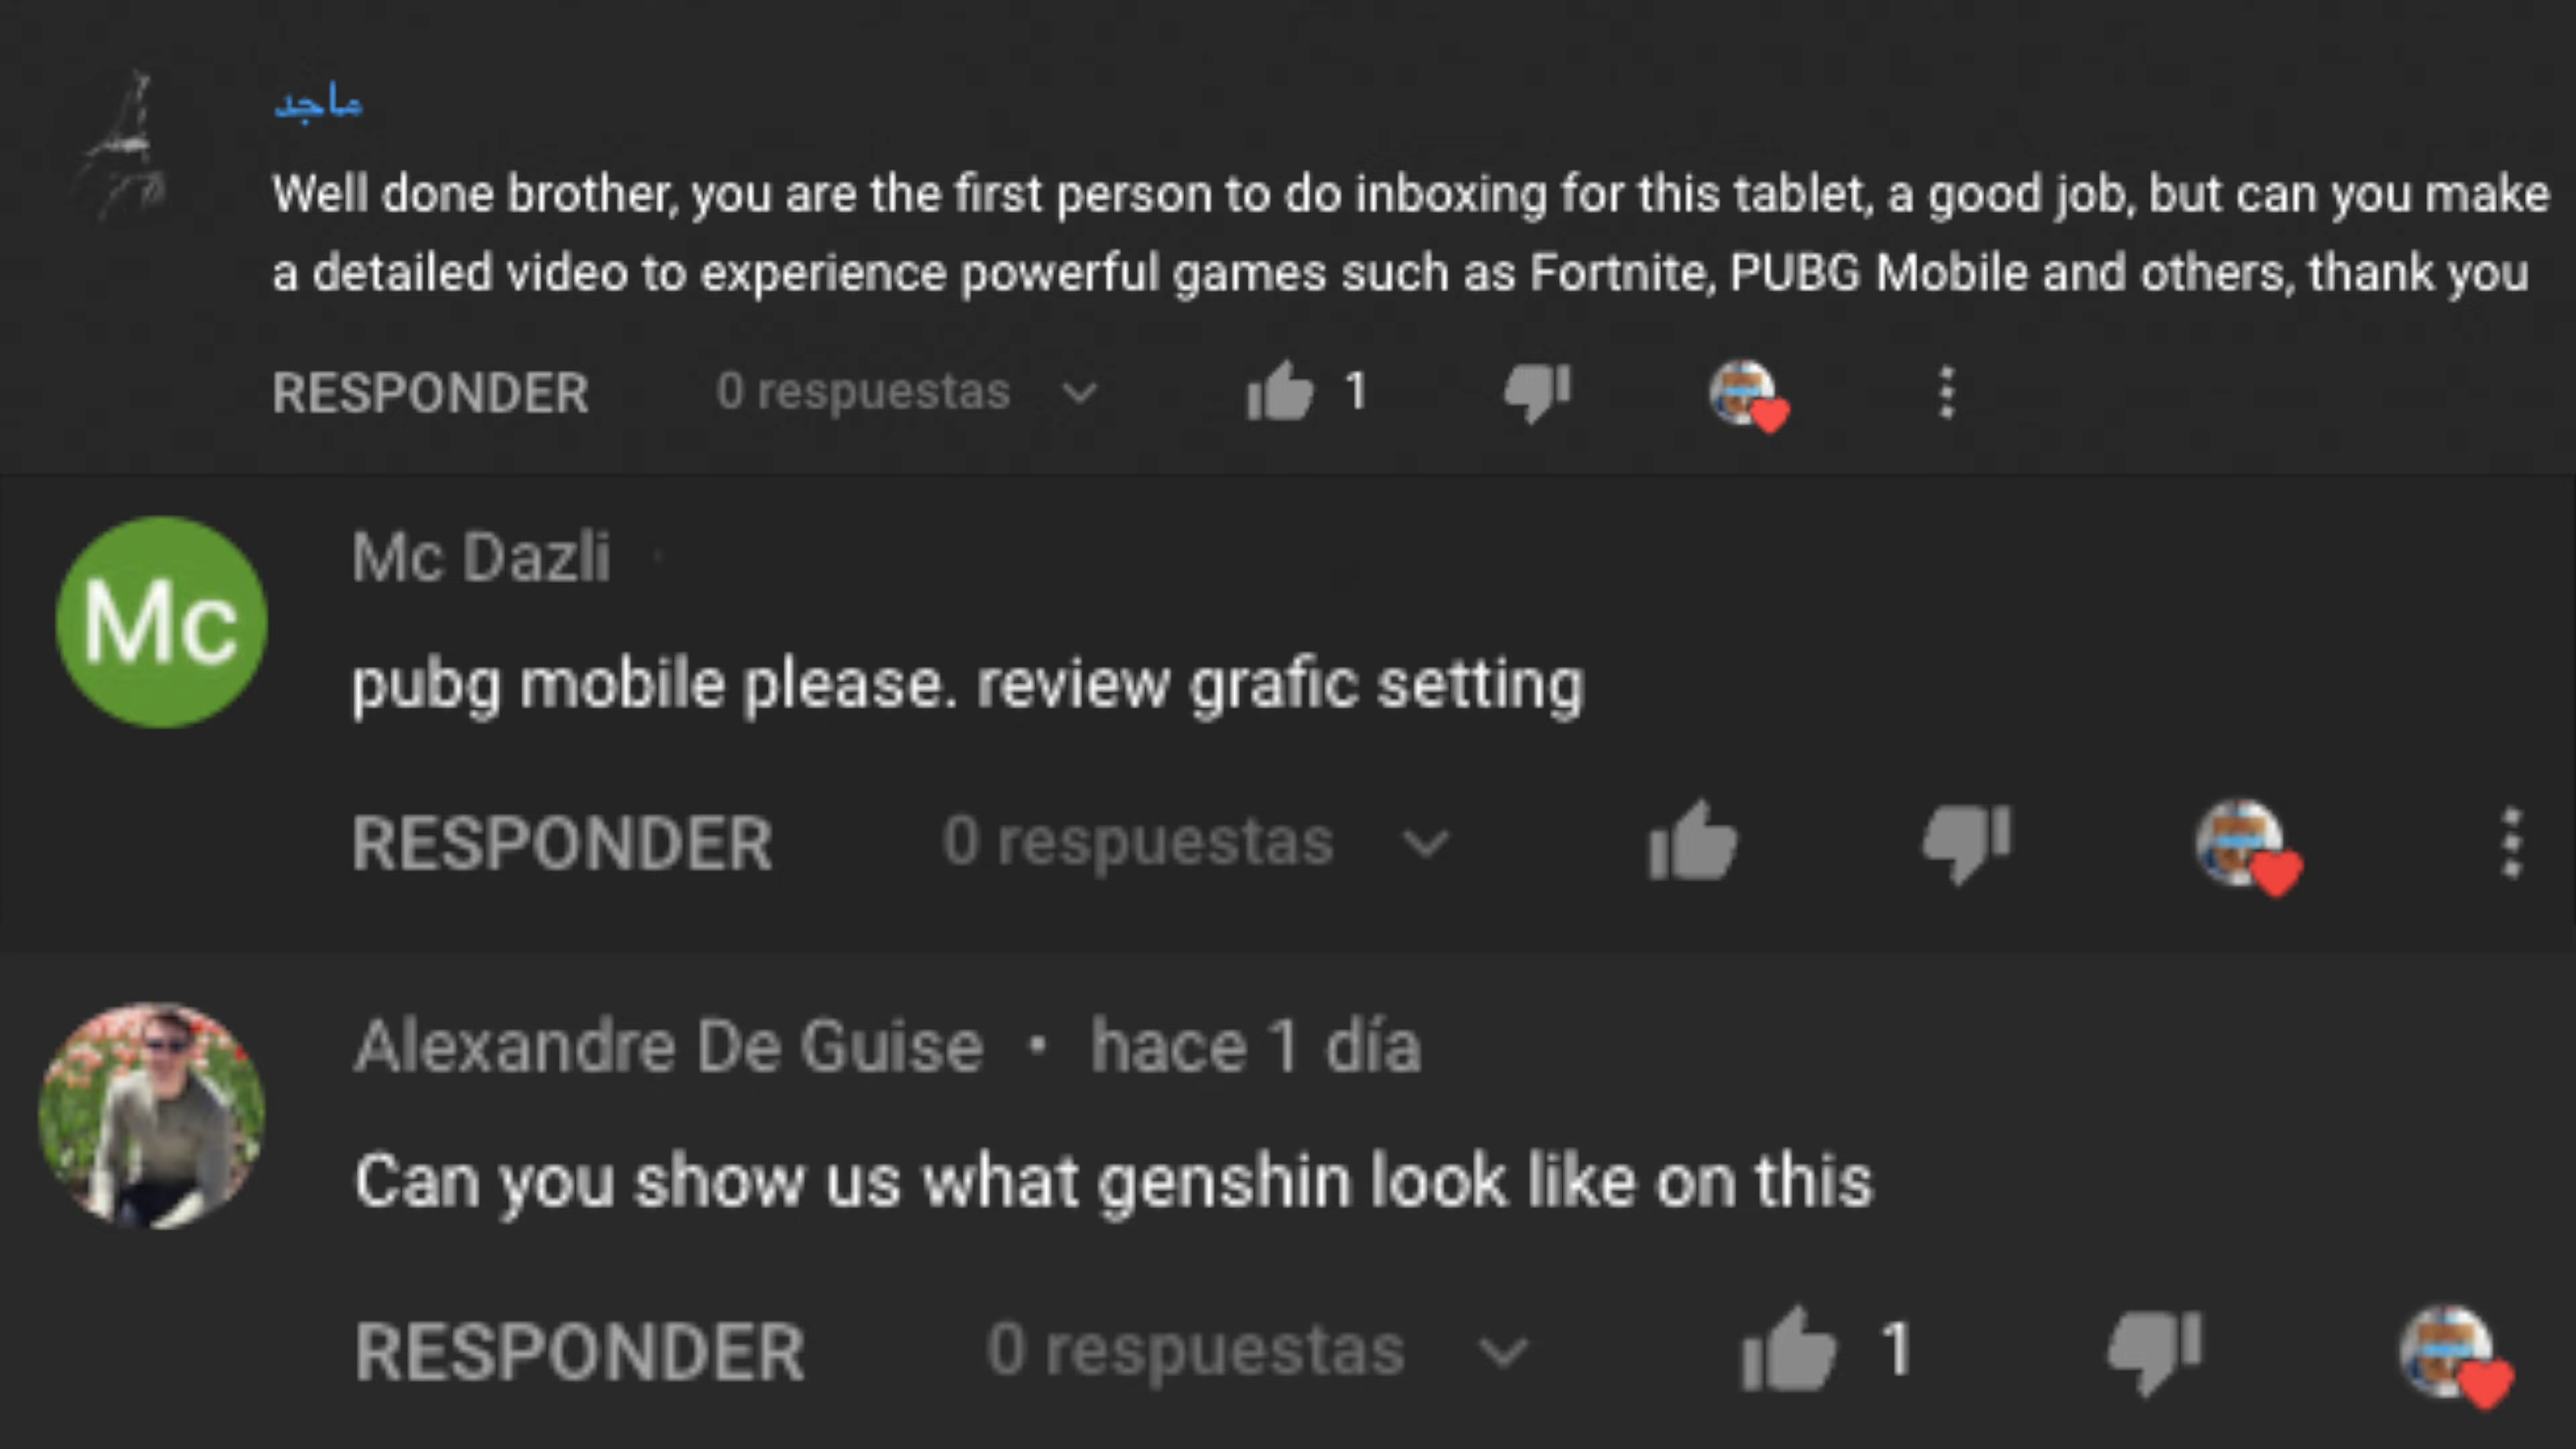 ماجد
Well done brother, you are the first person to do inboxing for this tablet, a good job, but can you make
a detailed video to experience powerful games such as Fortnite, PUBG Mobile and others, thank you
RESPONDER 0 respuestas 1
Mc Dazli
Mc
pubg mobile please. review grafic setting
RESPONDER 0 respuestas
Alexandre De Guise • hace 1 día
Can you show us what genshin look like on this
RESPONDER 0 respuestas 1